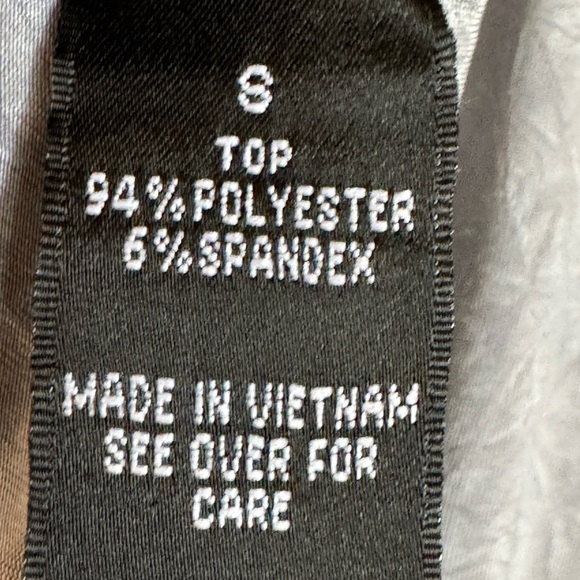 S
TOP
94% POLYESTER
6% SPANDEX
MADE IN VIETNAM
SEE OVER FOR
CARE